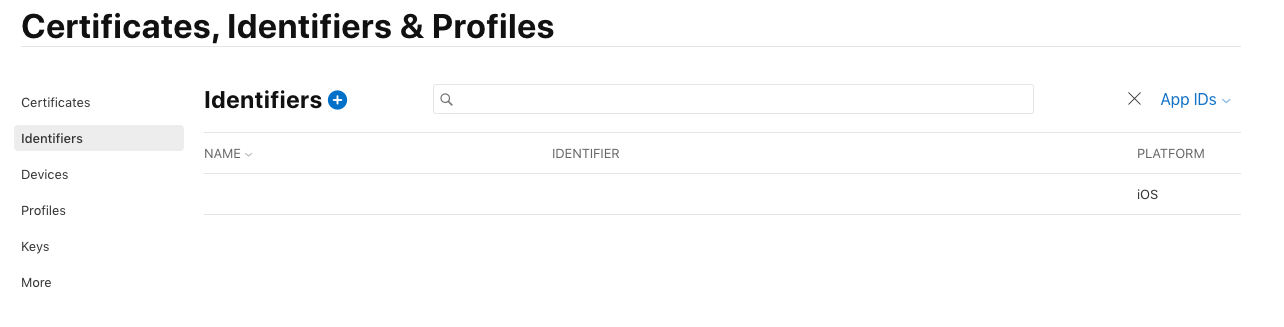 Certificates, Identifiers & Profiles
Certificates
Identifiers
Devices
Profiles
Keys
More
Identifiers
App IDs
NAME
IDENTIFIER
PLATFORM
iOS